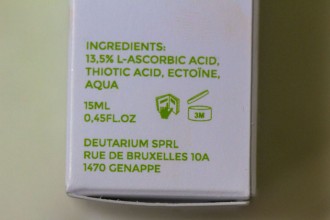 INGREDIENTS:
13,5% L-ASCORBIC ACID,
THIOTIC ACID, ECTOÏNE,
AQUA
15ML
0,45FL.OZ
3M
DEUTARIUM SPRL
RUE DE BRUXELLES 10A
1470 GENAPPE